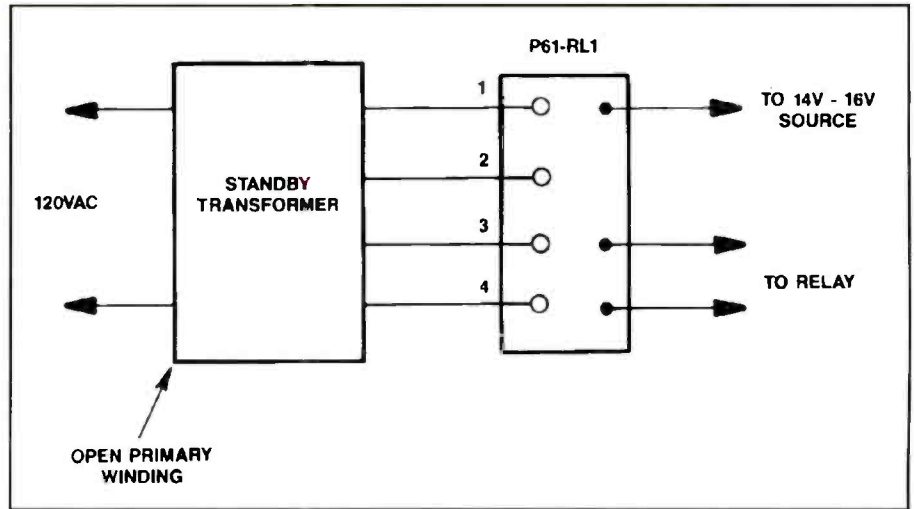 P61-RL1
1
TO 14V - 16V
SOURCE
2
STANDBY
TRANSFORMER
120VAC
3
TO RELAY
4
OPEN PRIMARY
WINDING